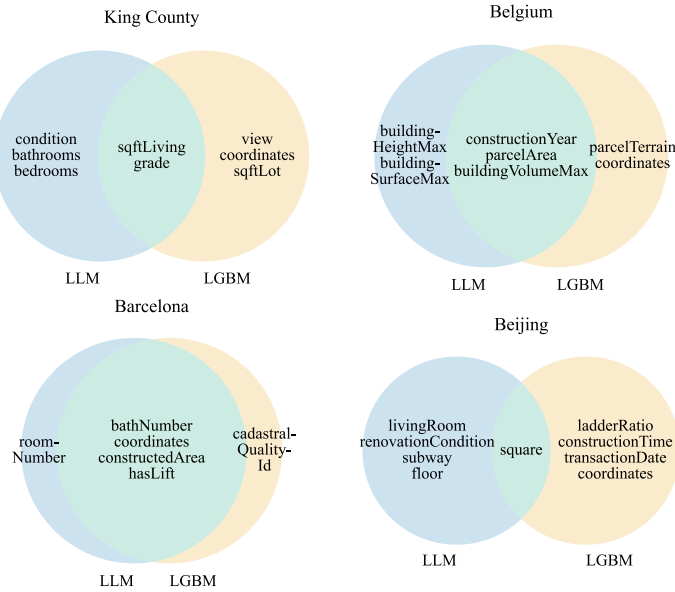 King County
condition
bathrooms
bedrooms
sqftLiving
grade
view
coordinates
sqftLot
LLM
LGBM
Belgium
building-
HeightMax
building-
SurfaceMax
constructionYear
parcelArea
buildingVolumeMax
parcelTerrain
coordinates
LLM
LGBM
Barcelona
room-
Number
bathNumber
coordinates
constructedArea
hasLift
cadastral-
Quality-
Id
LLM
LGBM
Beijing
livingRoom
renovationCondition
subway
floor
square
ladderRatio
constructionTime
transactionDate
coordinates
LLM
LGBM